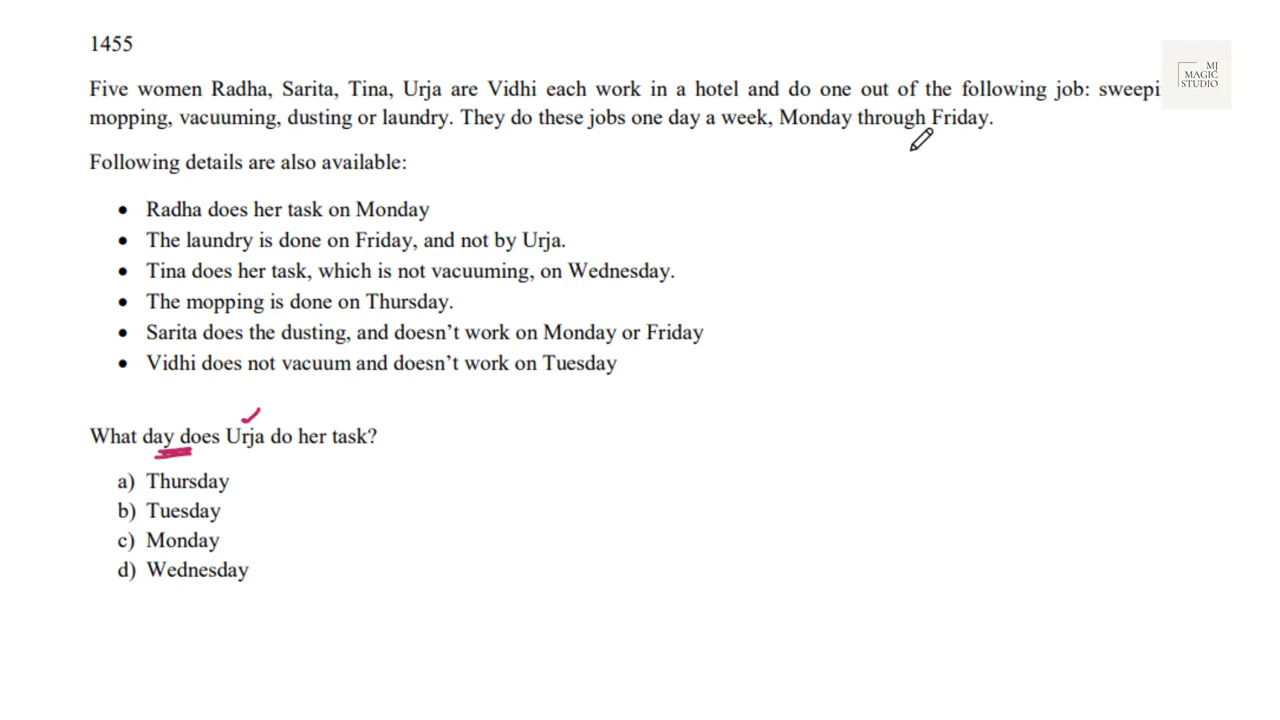 1455
MJ
MAGIC
STUDIO
Five women Radha, Sarita, Tina, Urja are Vidhi each work in a hotel and do one out of the following job: sweepi
mopping, vacuuming, dusting or laundry. They do these jobs one day a week, Monday through Friday.
Following details are also available:
• Radha does her task on Monday
• The laundry is done on Friday, and not by Urja.
• Tina does her task, which is not vacuuming, on Wednesday.
• The mopping is done on Thursday.
• Sarita does the dusting, and doesn’t work on Monday or Friday
• Vidhi does not vacuum and doesn’t work on Tuesday
What day does Urja do her task?
a) Thursday
b) Tuesday
c) Monday
d) Wednesday